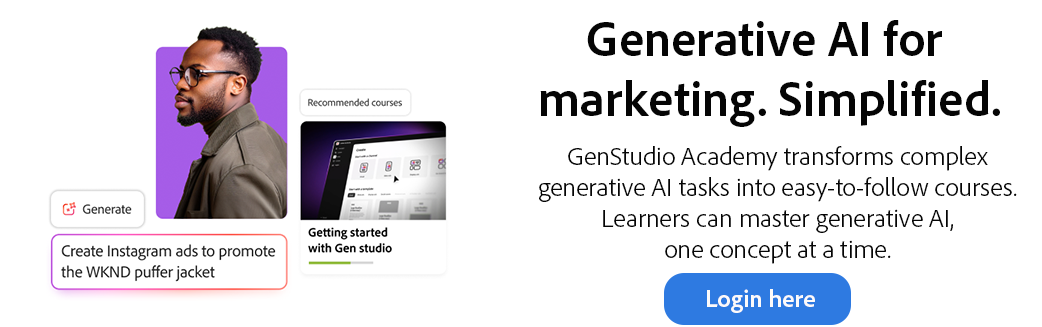 Generative AI for
marketing. Simplified.
GenStudio Academy transforms complex
generative AI tasks into easy-to-follow courses.
Learners can master generative AI,
one concept at a time.
Login here
Recommended courses
Create
Getting started
with Gen studio
Generate
Create Instagram ads to promote
the WKND puffer jacket